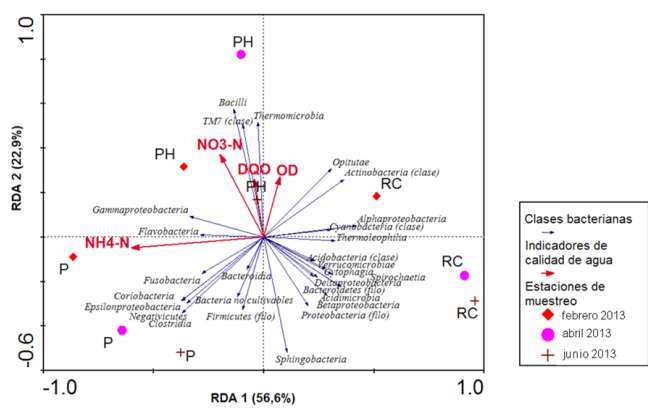 1.0
PH
Bacilli
TM7 (clase)
Thermomicrobia
NO3-N
PH
DQO
OD
PH
Opitutae
Actinobacteria (clase)
RC
Gammaproteobacteria
Flavobacteria
Alphaproteobacteria
Cyanobacteria (clase)
Thermoleophilia
NH4-N
P
Acidobacteria (clase)
Verrucomicrobiae
Cytophagia
Spirochaetia
RC
Fusobacteria
Bacteroidia
Deltaproteobacteria
Bacteroidetes (filo)
Coriobacteria
Bacteria no cultivables
Acidimicrobia
Epsilonproteobacteria
Betaproteobacteria
RC
Negativicutes
Firmicutes (filo)
Proteobacteria (filo)
Clostridia
P
P
Sphingobacteria
-0.6
RDA 2 (22,9%)
-1.0
RDA 1 (56,6%)
1.0
Clases bacterianas
Indicadores de
calidad de agua
Estaciones de
muestreo
febrero 2013
abril 2013
junio 2013